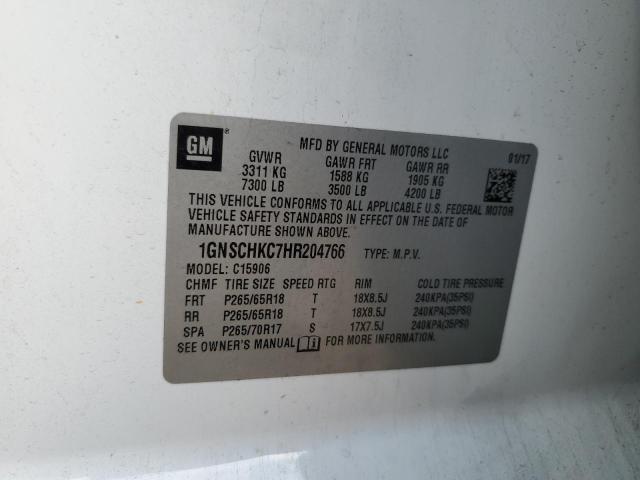 GM ®
MFD BY GENERAL MOTORS LLC 01/17
GVWR GAWR FRT GAWR RR
3311 KG 1588 KG 1905 KG
7300 LB 3500 LB 4200 LB
THIS VEHICLE CONFORMS TO ALL APPLICABLE U.S. FEDERAL MOTOR
VEHICLE SAFETY STANDARDS IN EFFECT ON THE DATE OF
MANUFACTURE SHOWN ABOVE.
1GNSCHKC7HR204766 TYPE: M.P.V.
MODEL: C15906
CHMF TIRE SIZE SPEED RTG RIM COLD TIRE PRESSURE
FRT P265/65R18 T 18X8.5J 240KPA(35PSI)
RR P265/65R18 T 18X8.5J 240KPA(35PSI)
SPA P265/70R17 S 17X7.5J 240KPA(35PSI)
SEE OWNER'S MANUAL i FOR MORE INFORMATION.